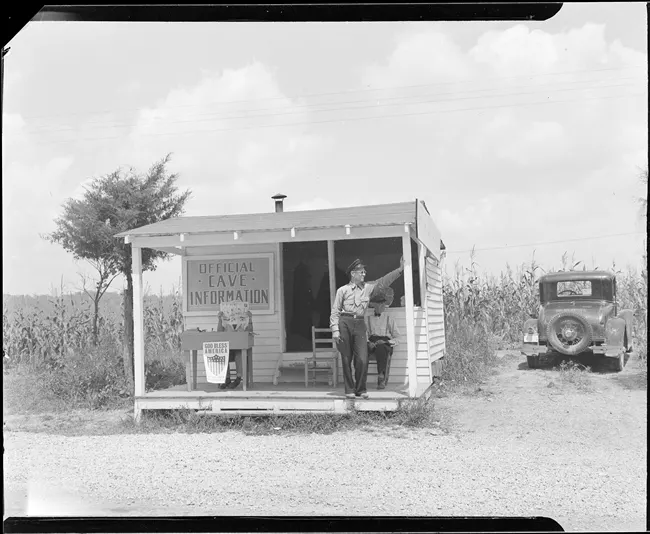 OFFICIAL
CAVE
INFORMATION
GOD BLESS
AMERICA